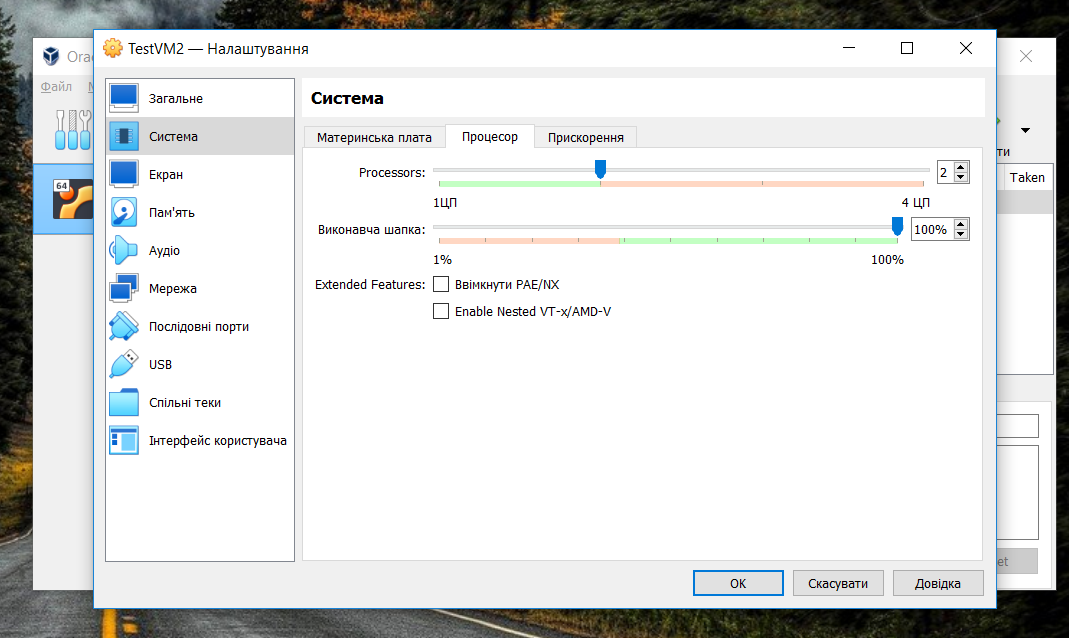 TestVM2 — Налаштування
Orac
Файл
64
ти
Taken
et
Загальне
Система
Екран
Пам'ять
Аудіо
Мережа
Послідовні порти
USB
Спільні теки
Інтерфейс користувача
Система
Материнська плата
Процесор
Прискорення
Processors:
2
1ЦП
4 ЦП
Виконавча шапка:
100%
1%
100%
Extended Features:
Ввімкнути PAE/NX
Enable Nested VT-x/AMD-V
ОК
Скасувати
Довідка